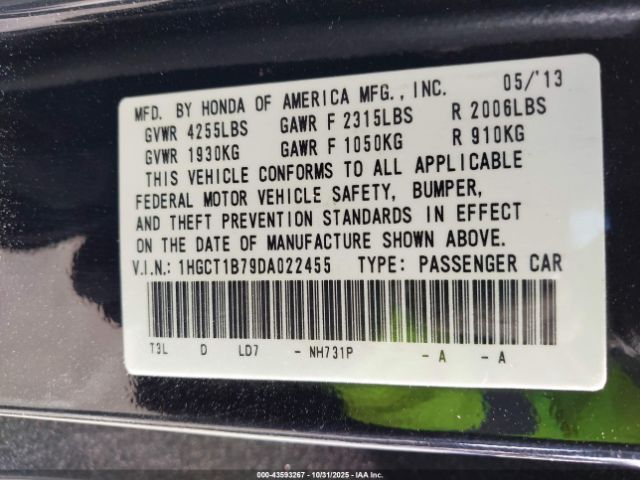 MFD. BY HONDA OF AMERICA MFG., INC. 05/'13
GVWR 4255LBS GAWR F 2315LBS R 2006LBS
GVWR 1930KG GAWR F 1050KG R 910KG
THIS VEHICLE CONFORMS TO ALL APPLICABLE
FEDERAL MOTOR VEHICLE SAFETY, BUMPER,
AND THEFT PREVENTION STANDARDS IN EFFECT
ON THE DATE OF MANUFACTURE SHOWN ABOVE.
V.I.N.: 1HGCT1B79DA022455 TYPE: PASSENGER CAR
T3L D LD7 - NH731P - A - A
000-43593267 - 10/31/2025 - IAA Inc.